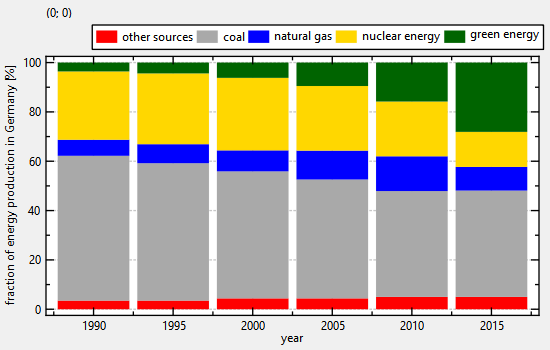 (0; 0)
other sources coal natural gas nuclear energy green energy
fraction of energy production in Germany [%]
100
80
60
40
20
0
1990 1995 2000 2005 2010 2015
year